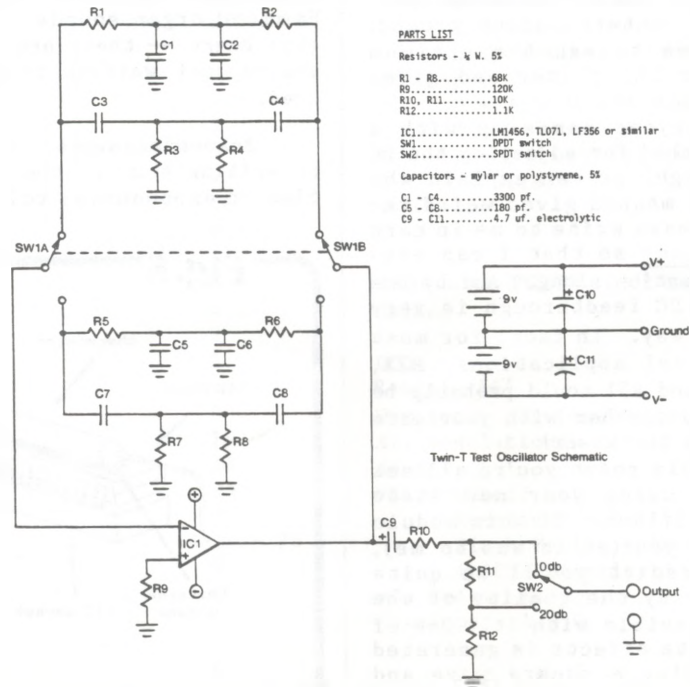 PARTS LIST
Resistors - ¼ W. 5%
R1 - R8..............68K
R9...................120K
R10, R11.............10K
R12..................1.1K
IC1..............LM1456, TL071, LF356 or similar
SW1..............DPDT switch
SW2..............SPDT switch
Capacitors - mylar or polystyrene, 5%
C1 - C4..........3300 pf.
C5 - C8..........180 pf.
C9 - C11.........4.7 uf. electrolytic
R1
R2
C1
C2
C3
C4
R3
R4
SW1A
SW1B
R5
R6
C5
C6
C7
C8
R7
R8
IC1
R9
V+
9v
C10
Ground
9v
C11
V-
Twin-T Test Oscillator Schematic
C9
R10
R11
0db
SW2
Output
20db
R12